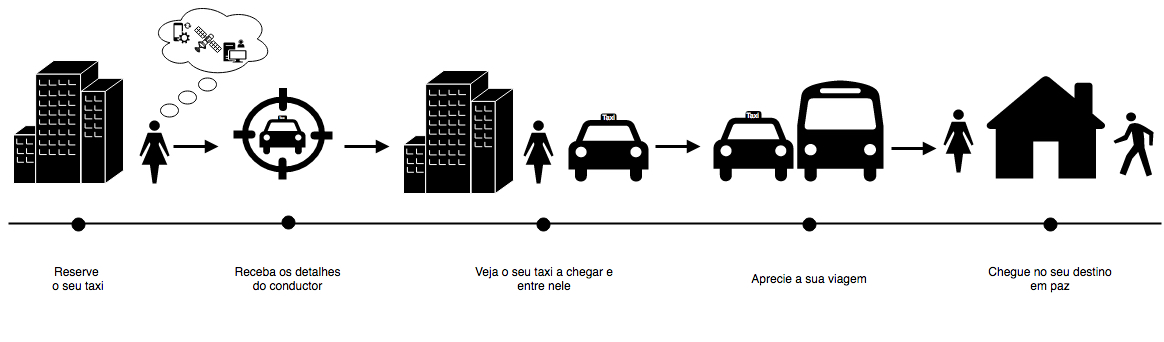 Taxi
Taxi
Reserve
o seu taxi
Receba os detalhes
do conductor
Veja o seu taxi a chegar e
entre nele
Aprecie a sua viagem
Chegue no seu destino
em paz